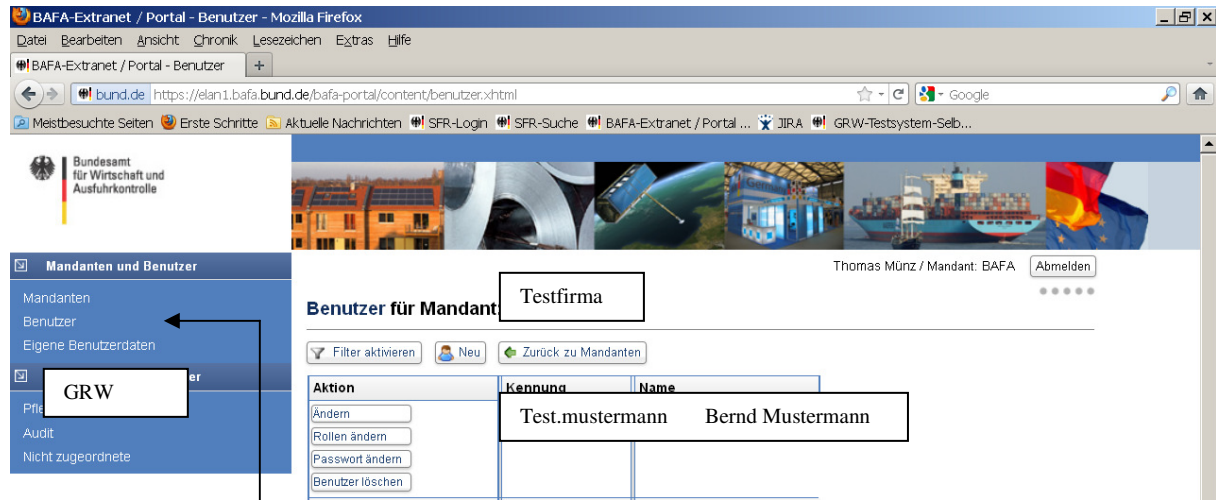 BAFA-Extranet / Portal - Benutzer - Mozilla Firefox
Datei Bearbeiten Ansicht Chronik Lesezeichen Extras Hilfe
BAFA-Extranet / Portal - Benutzer +
bund.de https://elan1.bafa.bund.de/bafa-portal/content/benutzer.xhtml Google
Meistbesuchte Seiten Erste Schritte Aktuelle Nachrichten SFR-Login SFR-Suche BAFA-Extranet / Portal ... JIRA GRW-Testsystem-Selb...
Bundesamt
für Wirtschaft und
Ausfuhrkontrolle
Germany
Mandanten und Benutzer
Thomas Münz / Mandant: BAFA Abmelden
Mandanten
Benutzer
Eigene Benutzerdaten
Benutzer für Mandant: Testfirma
Filter aktivieren Neu Zurück zu Mandanten
GRW er
Pfle
Audit
Nicht zugeordnete
Aktion Kennung Name
Ändern
Test.mustermann Bernd Mustermann
Rollen ändern
Passwort ändern
Benutzer löschen